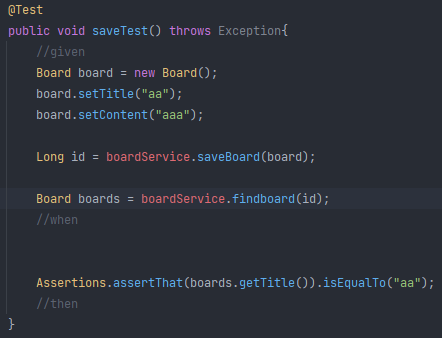 @Test
public void saveTest() throws Exception{
    //given
    Board board = new Board();
    board.setTitle("aa");
    board.setContent("aaa");

    Long id = boardService.saveBoard(board);

    Board boards = boardService.findboard(id);
    //when


    Assertions.assertThat(boards.getTitle()).isEqualTo("aa");
    //then
}